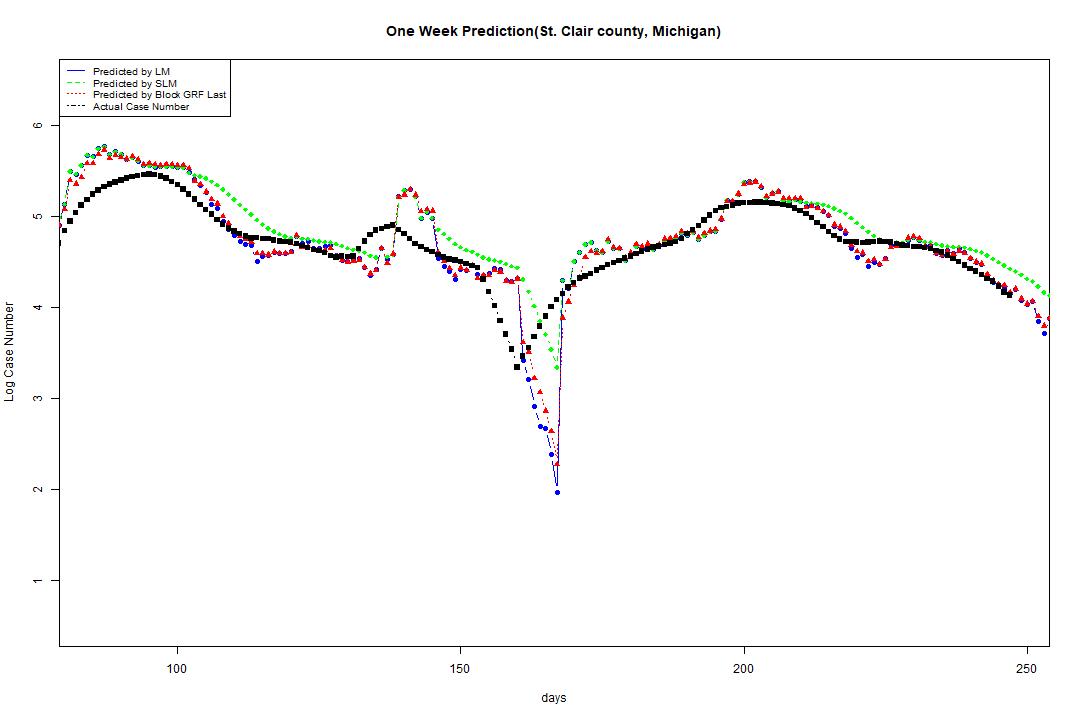 One Week Prediction(St. Clair county, Michigan)
Predicted by LM
Predicted by SLM
Predicted by Block GRF Last
Actual Case Number
6
5
4
3
2
1
Log Case Number
100
150
200
250
days